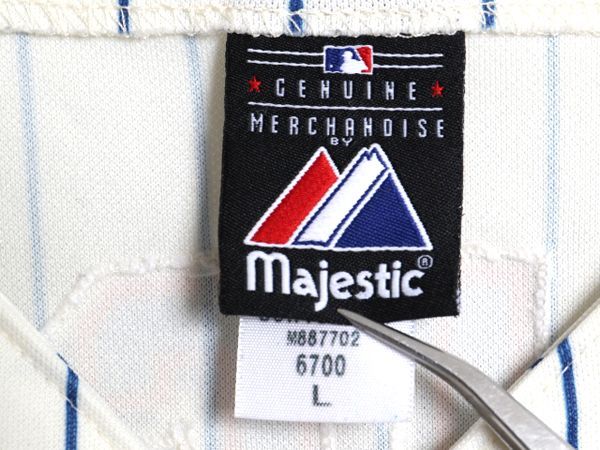 GENUINE
MERCHANDISE
BY
Majestic®
M887702
6700
L